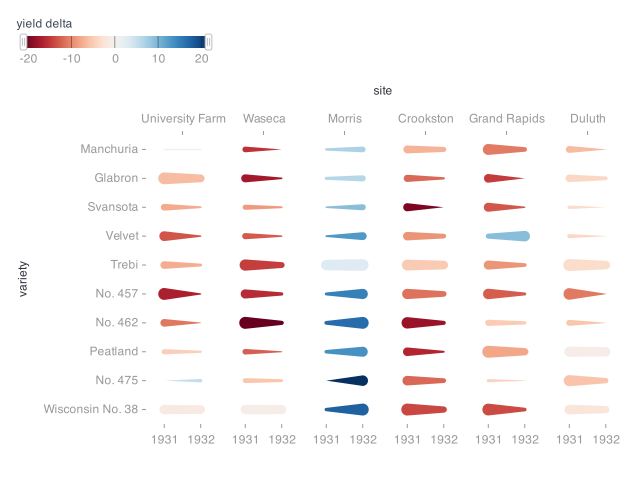 yield delta
-20 -10 0 10 20
site
University Farm Waseca Morris Crookston Grand Rapids Duluth
variety
Manchuria
Glabron
Svansota
Velvet
Trebi
No. 457
No. 462
Peatland
No. 475
Wisconsin No. 38
1931 1932 1931 1932 1931 1932 1931 1932 1931 1932 1931 1932